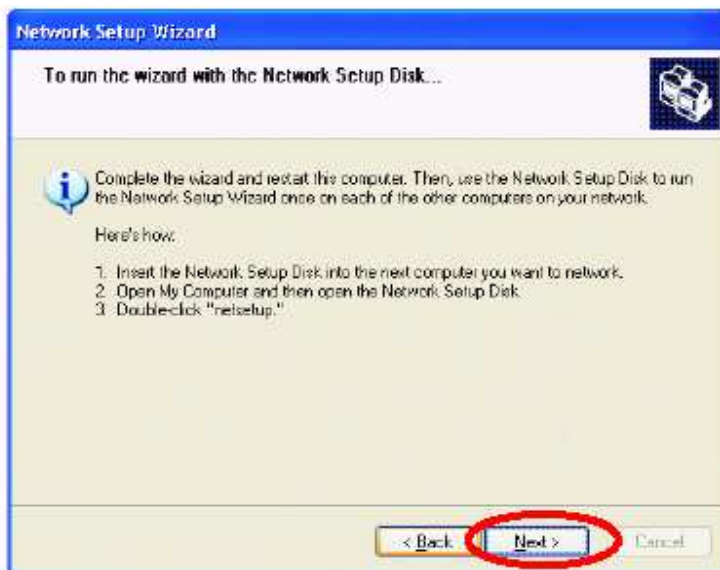 Network Setup Wizard
To run the wizard with the Network Setup Disk...
Complete the wizard and restart this computer. Then, use the Network Setup Disk to run
the Network Setup Wizard once on each of the other computers on your network.
Here's how:
1. Insert the Network Setup Disk into the next computer you want to network.
2. Open My Computer and then open the Network Setup Disk.
3. Double-click "netsetup."
< Back
Next >
Cancel